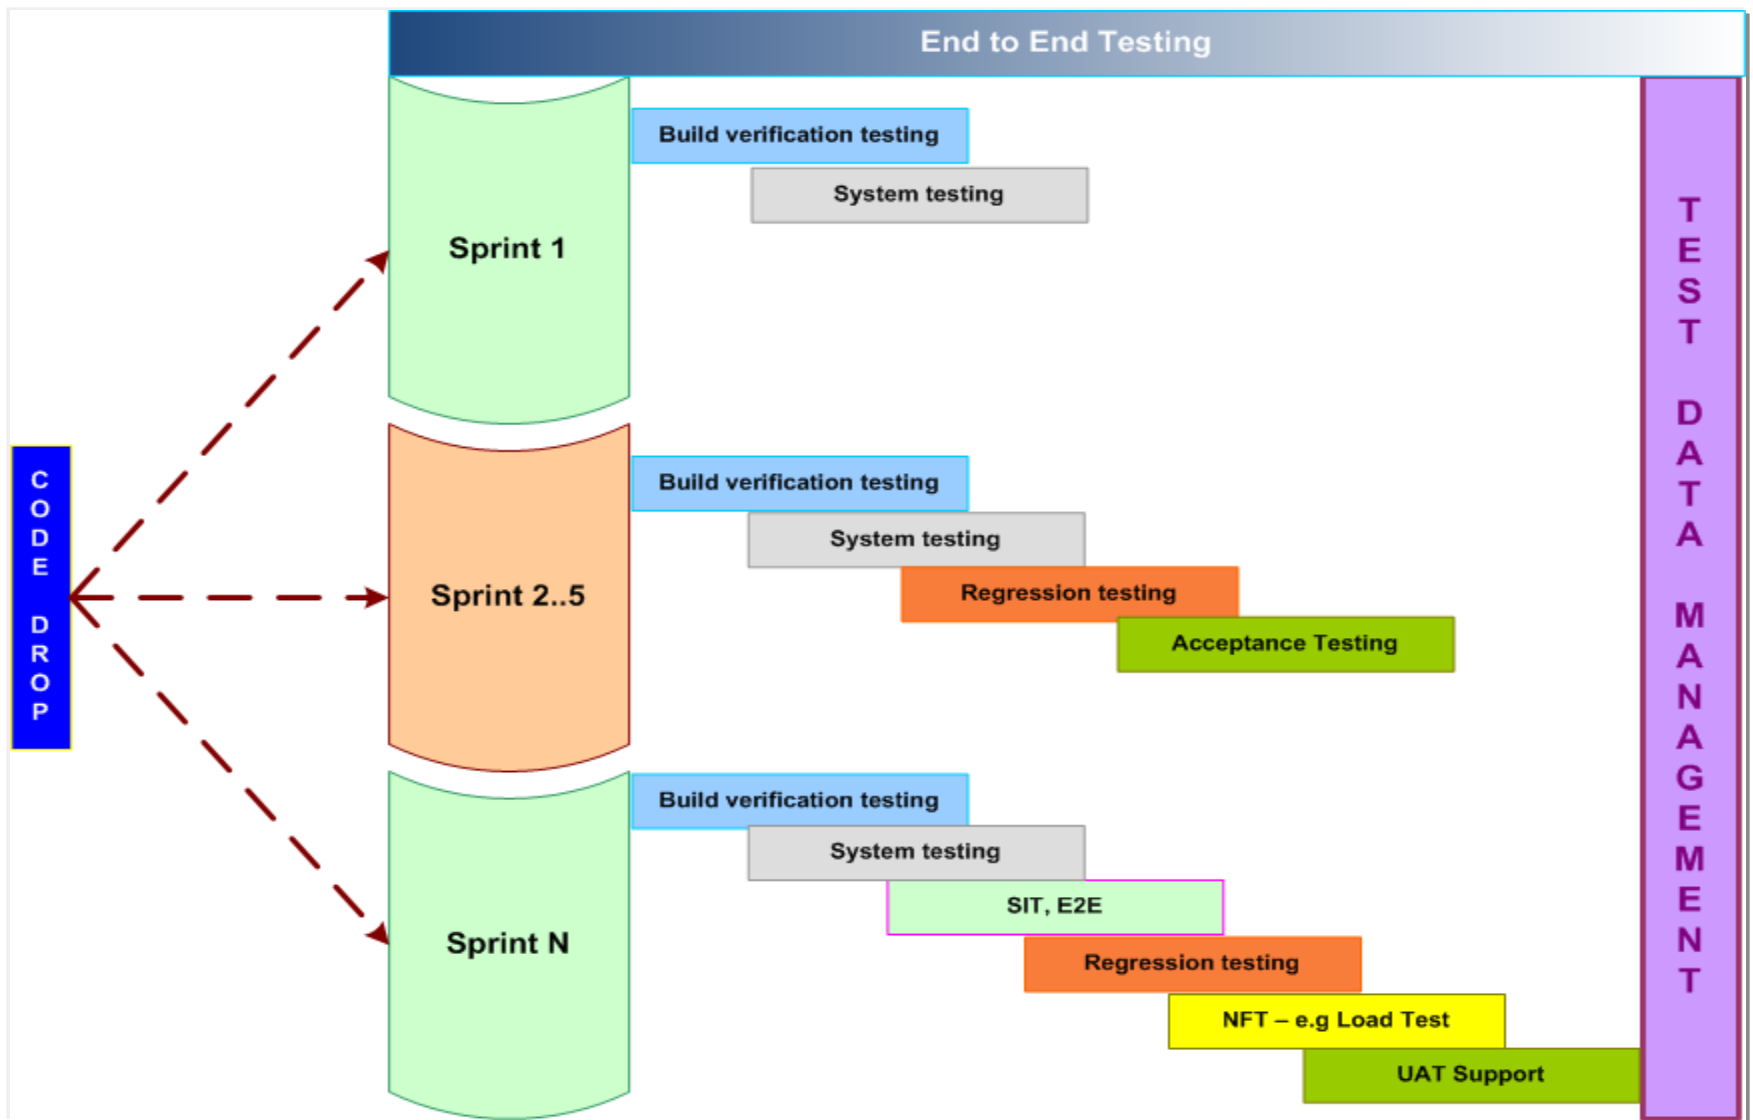 End to End Testing
CODE DROP
Sprint 1
Build verification testing
System testing
Sprint 2..5
Build verification testing
System testing
Regression testing
Acceptance Testing
Sprint N
Build verification testing
System testing
SIT, E2E
Regression testing
NFT – e.g Load Test
UAT Support
TEST DATA MANAGEMENT